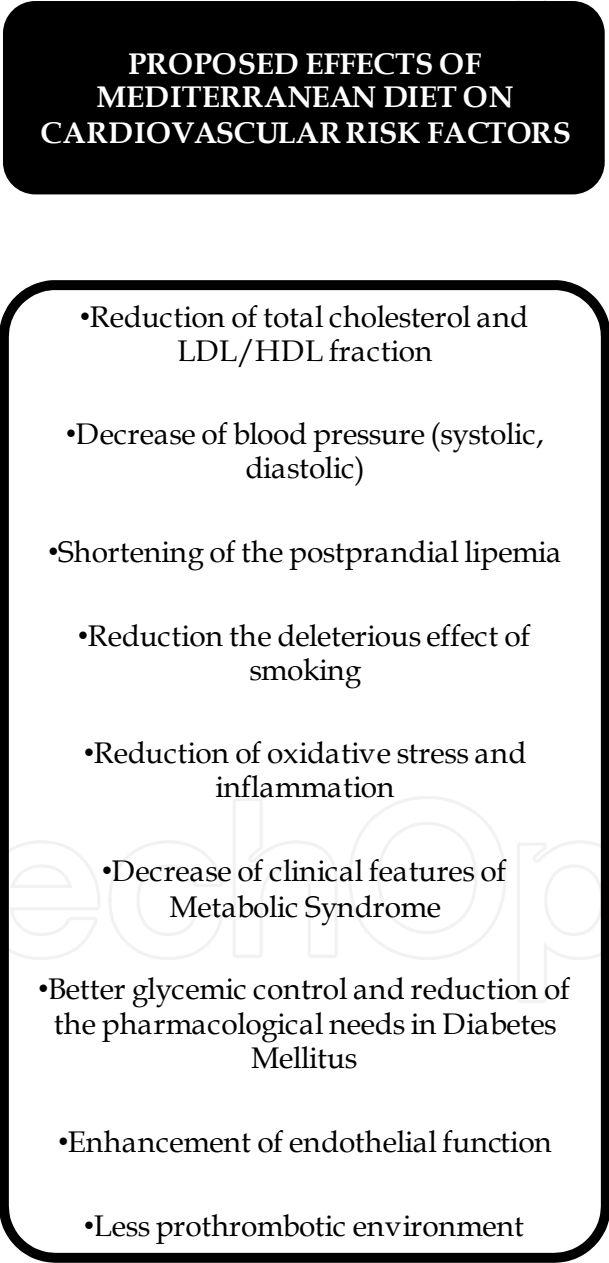 PROPOSED EFFECTS OF
MEDITERRANEAN DIET ON
CARDIOVASCULAR RISK FACTORS
•Reduction of total cholesterol and
LDL/HDL fraction
•Decrease of blood pressure (systolic,
diastolic)
•Shortening of the postprandial lipemia
•Reduction the deleterious effect of
smoking
•Reduction of oxidative stress and
inflammation
•Decrease of clinical features of
Metabolic Syndrome
•Better glycemic control and reduction of
the pharmacological needs in Diabetes
Mellitus
•Enhancement of endothelial function
•Less prothrombotic environment